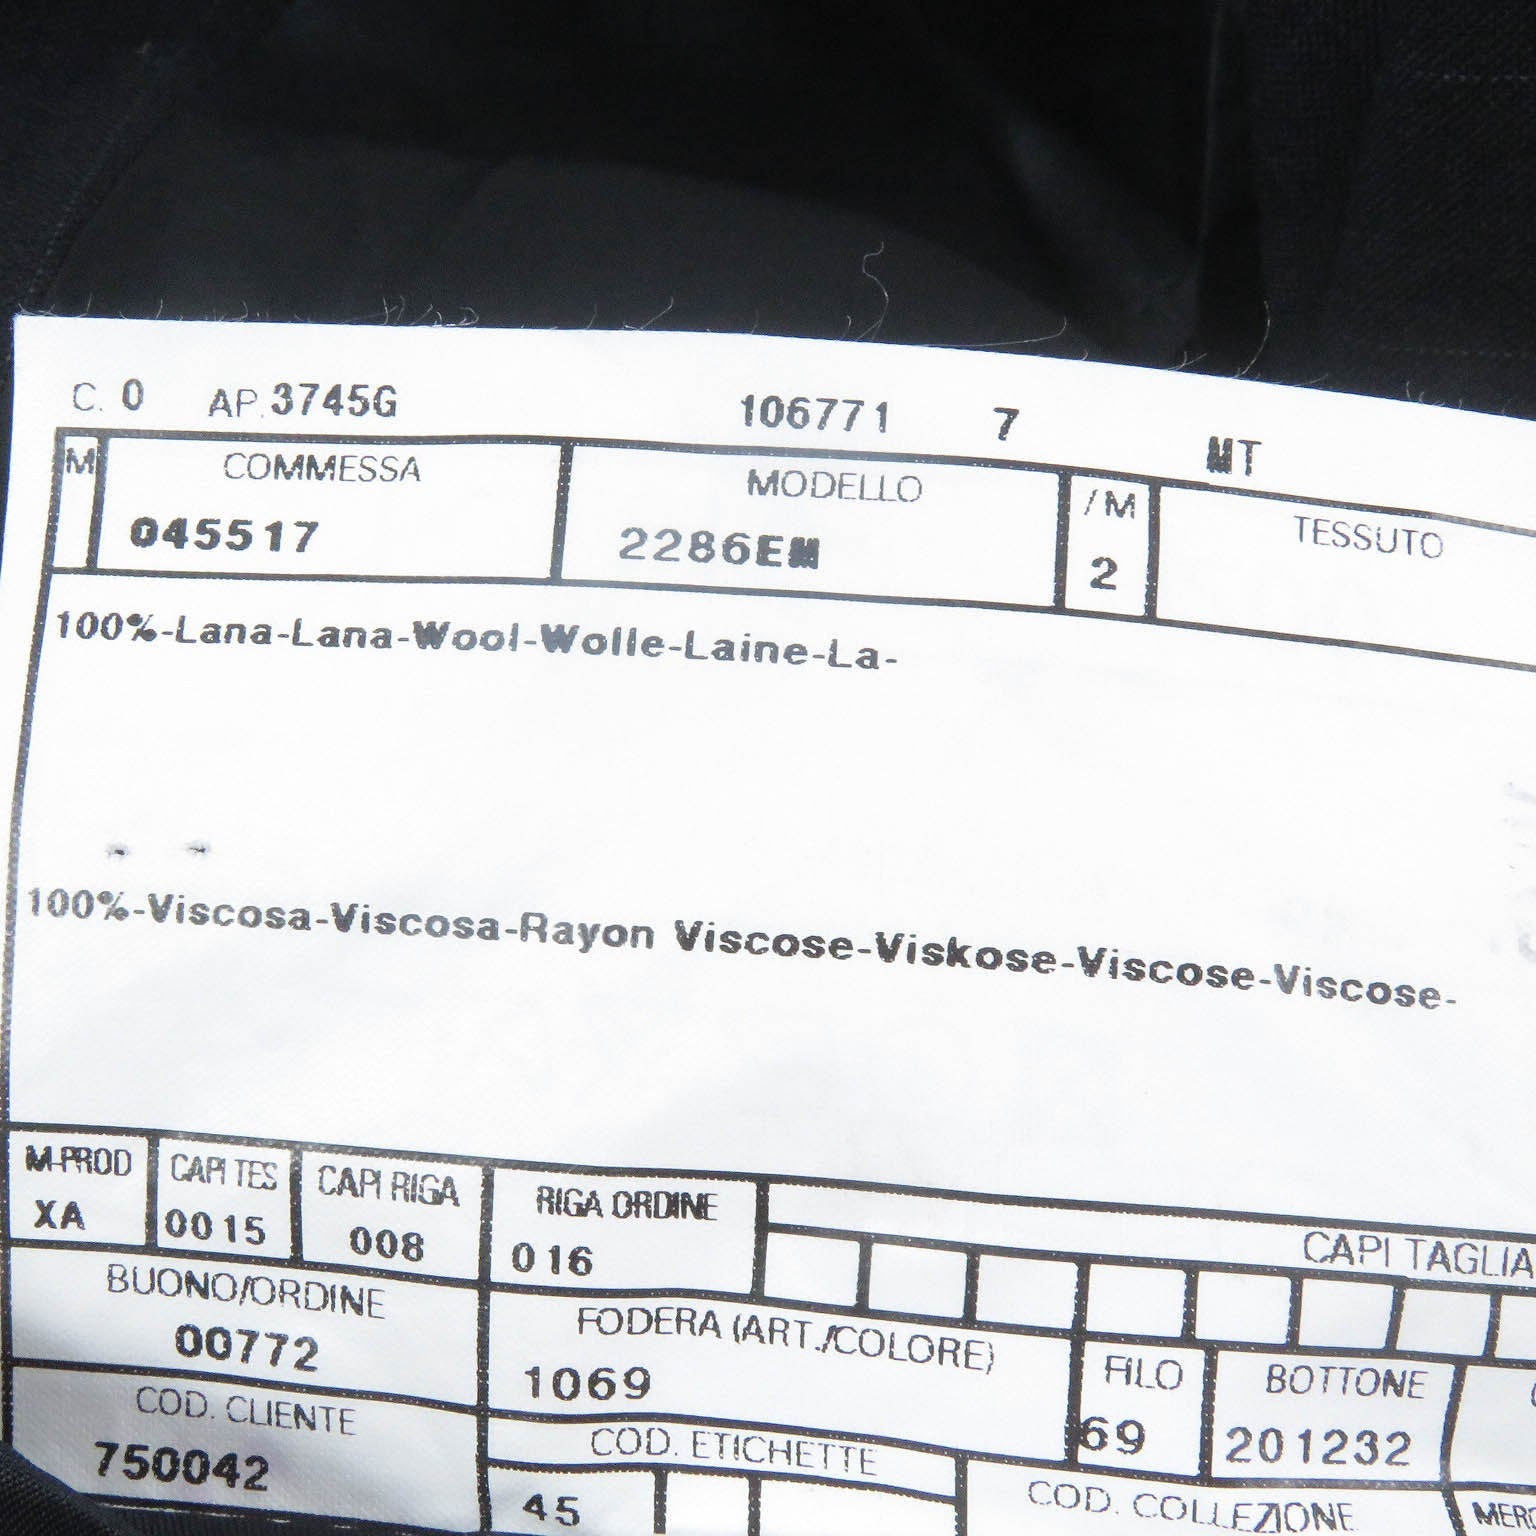 C. 0 AP. 3745G 106771 7 MT
M COMMESSA MODELLO /M TESSUTO
045517 2286EM 2
100%-Lana-Lana-Wool-Wolle-Laine-La-
100%-Viscosa-Viscosa-Rayon Viscose-Viskose-Viscose-Viscose-
M-PROD CAPI TES CAPI RIGA RIGA ORDINE
XA 0015 008 016
CAPI TAGLIA
BUONO/ORDINE FODERA (ART./COLORE) FILO BOTTONE
00772 1069 69 201232
COD. CLIENTE COD. ETICHETTE COD. COLLEZIONE
750042 45